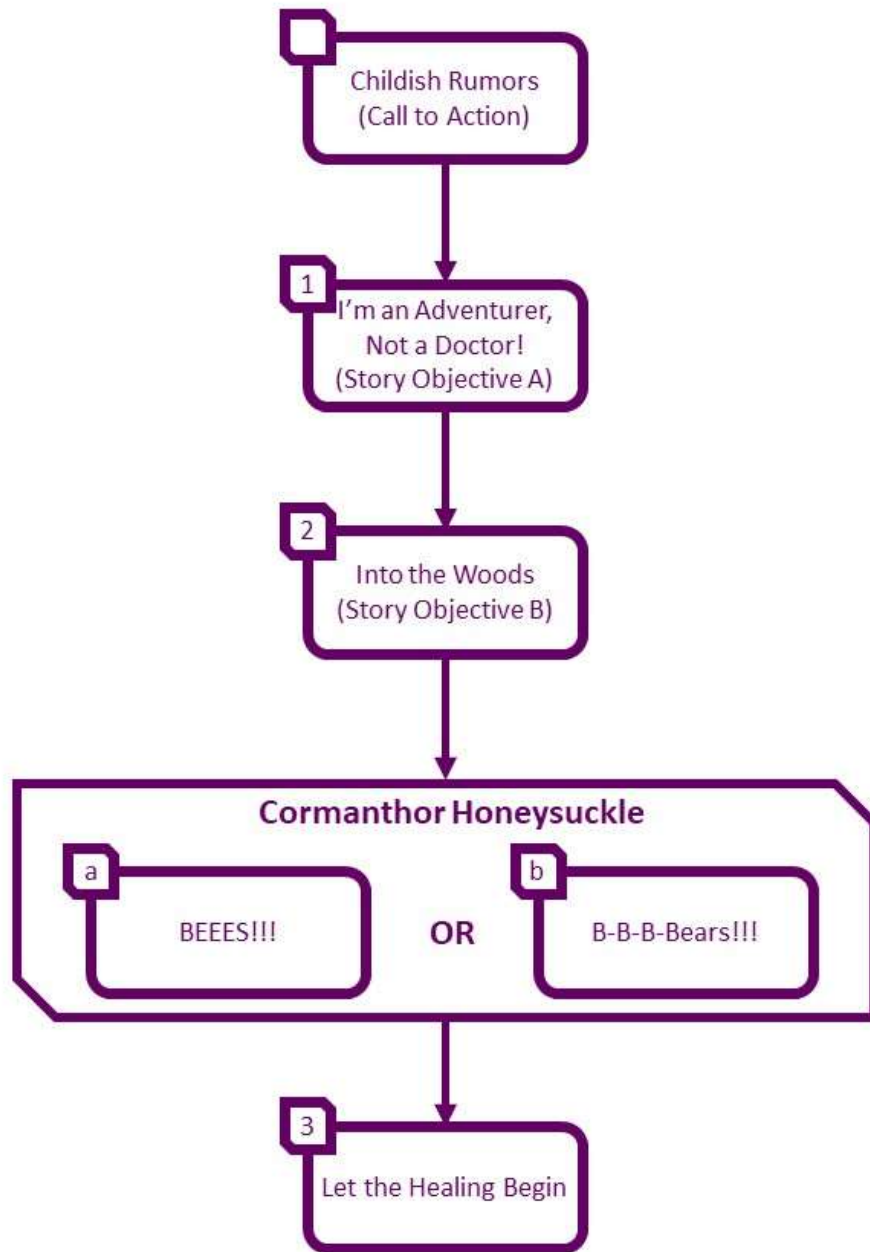 Childish Rumors
(Call to Action)
1
I'm an Adventurer,
Not a Doctor!
(Story Objective A)
2
Into the Woods
(Story Objective B)
Cormanthor Honeysuckle
a
BEEES!!!
OR
b
B-B-B-Bears!!!
3
Let the Healing Begin